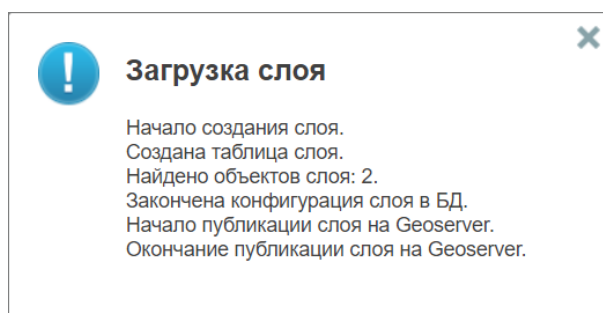 Загрузка слоя
Начало создания слоя.
Создана таблица слоя.
Найдено объектов слоя: 2.
Закончена конфигурация слоя в БД.
Начало публикации слоя на Geoserver.
Окончание публикации слоя на Geoserver.